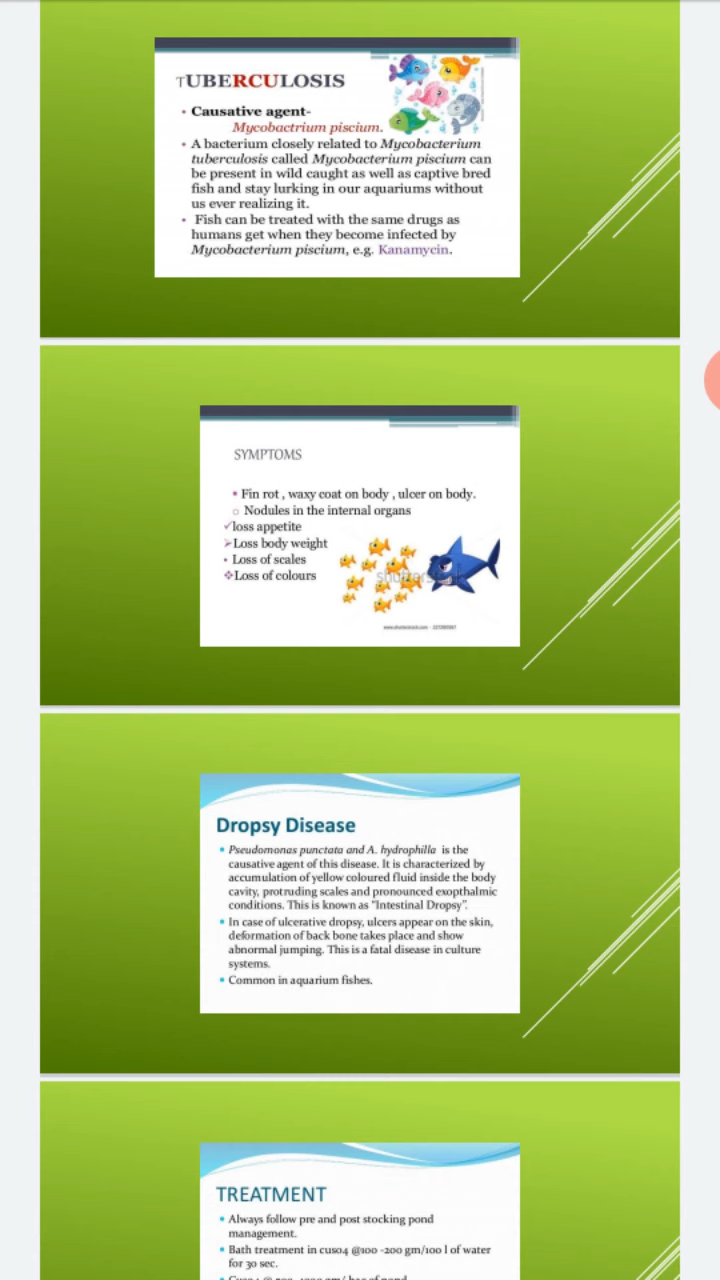 TUBERCULOSIS
• Causative agent-
Mycobactrium piscium.
• A bacterium closely related to Mycobacterium
tuberculosis called Mycobacterium piscium can
be present in wild caught as well as captive bred
fish and stay lurking in our aquariums without
us ever realizing it.
• Fish can be treated with the same drugs as
humans get when they become infected by
Mycobacterium piscium, e.g. Kanamycin.
SYMPTOMS
• Fin rot , waxy coat on body , ulcer on body.
○ Nodules in the internal organs
✓loss appetite
➢Loss body weight
• Loss of scales
❖Loss of colours
shutterstock
Dropsy Disease
• Pseudomonas punctata and A. hydrophilla is the
causative agent of this disease. It is characterized by
accumulation of yellow coloured fluid inside the body
cavity, protruding scales and pronounced exopthalmic
conditions. This is known as "Intestinal Dropsy".
• In case of ulcerative dropsy, ulcers appear on the skin,
deformation of back bone takes place and show
abnormal jumping. This is a fatal disease in culture
systems.
• Common in aquarium fishes.
TREATMENT
• Always follow pre and post stocking pond
management.
• Bath treatment in cuso4 @100 -200 gm/100 l of water
for 30 sec.